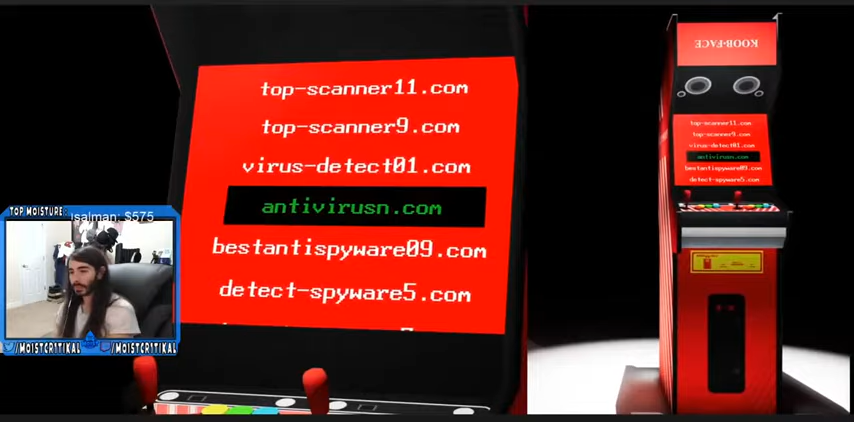 top-scanner11.com
top-scanner9.com
virus-detect01.com
antivirusn.com
bestantispyware09.com
detect-spyware5.com
KOOB-FACE
top-scanner11.com
top-scanner9.com
virus-detect01.com
antivirusn.com
bestantispyware09.com
detect-spyware5.com
TOP MOISTURE:
salman: $575
/MOISTCR1TIKAL
/MOISTCR1TIKAL